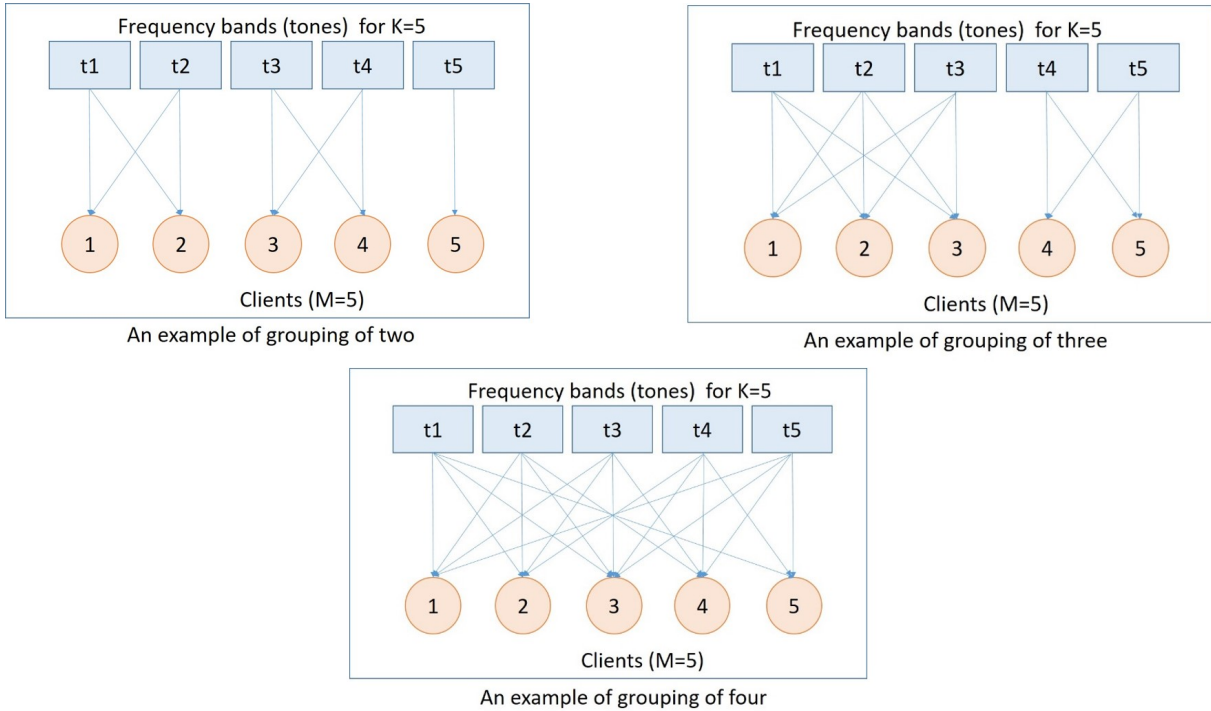 Frequency bands (tones)  for K=5
t1 t2 t3 t4 t5
1 2 3 4 5
Clients (M=5)
An example of grouping of two
Frequency bands (tones)  for K=5
t1 t2 t3 t4 t5
1 2 3 4 5
Clients (M=5)
An example of grouping of three
Frequency bands (tones)  for K=5
t1 t2 t3 t4 t5
1 2 3 4 5
Clients (M=5)
An example of grouping of four